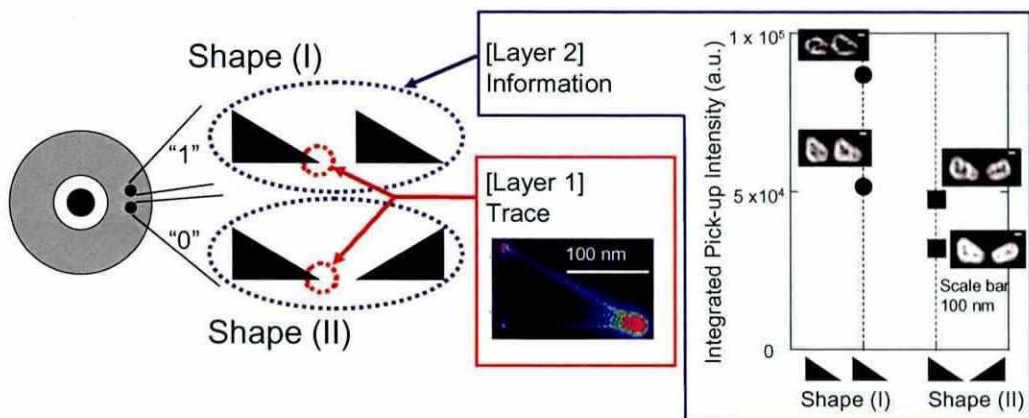 Shape (I)
“1”
“0”
Shape (II)
[Layer 2]
Information
[Layer 1]
Trace
100 nm
Integrated Pick-up Intensity (a.u.)
1 x 10⁵
5 x 10⁴
0
Scale bar
100 nm
Shape (I)
Shape (II)